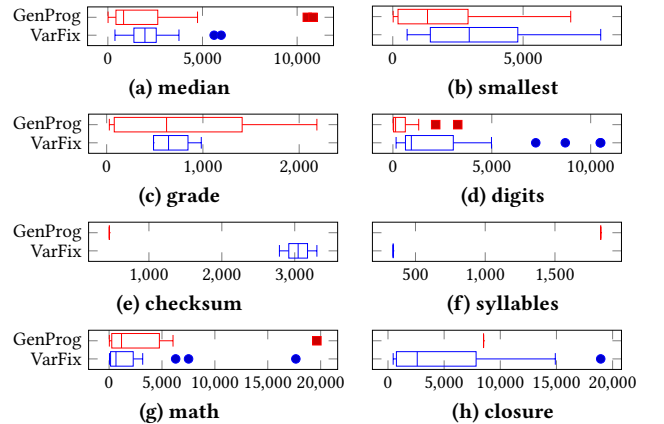 GenProg
VarFix
0 5,000 10,000
(a) median
0 5,000
(b) smallest
GenProg
VarFix
0 1,000 2,000
(c) grade
0 5,000 10,000
(d) digits
GenProg
VarFix
1,000 2,000 3,000
(e) checksum
500 1,000 1,500
(f) syllables
GenProg
VarFix
0 5,000 10,000 15,000 20,000
(g) math
0 5,000 10,000 15,000 20,000
(h) closure